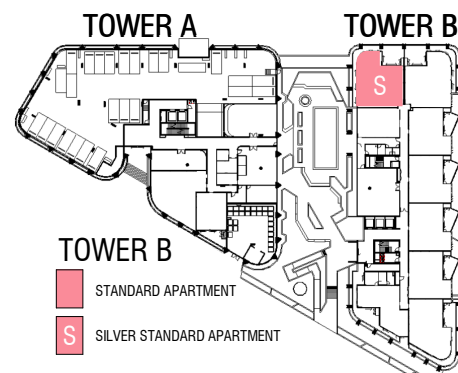 TOWER A
TOWER B
S
TOWER B
STANDARD APARTMENT
S
SILVER STANDARD APARTMENT